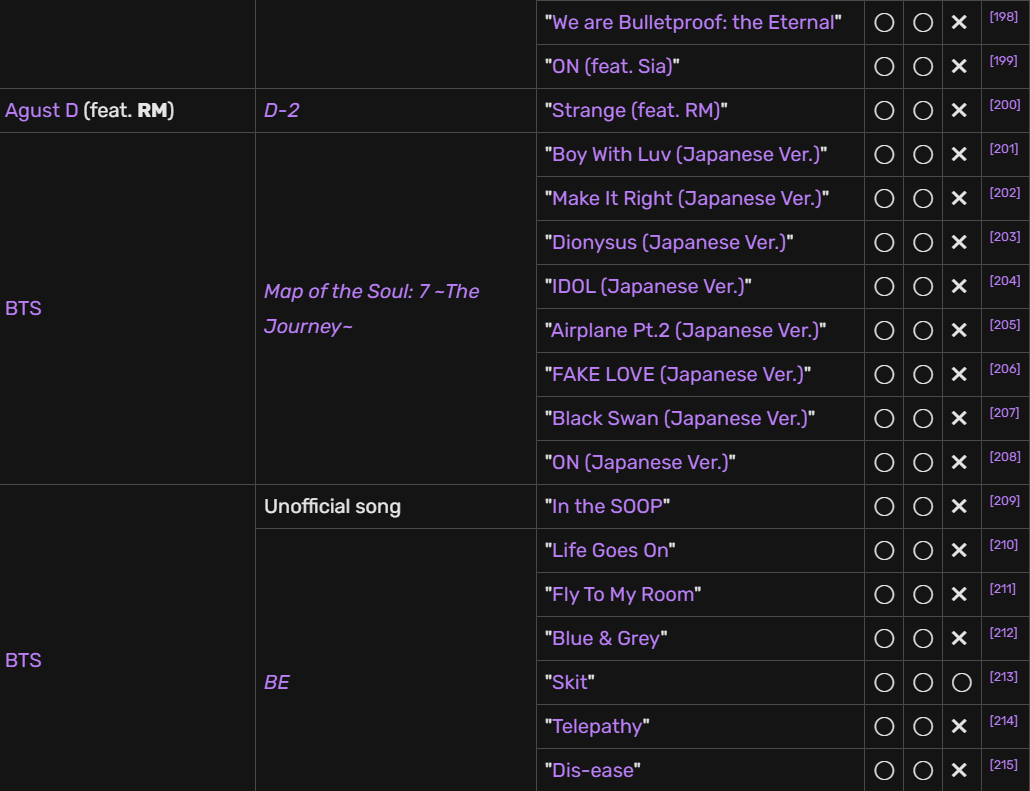 "We are Bulletproof: the Eternal" ◯ ◯ ✕ [198]
"ON (feat. Sia)" ◯ ◯ ✕ [199]
Agust D (feat. RM) D-2 "Strange (feat. RM)" ◯ ◯ ✕ [200]
BTS
Map of the Soul: 7 ~The
Journey~
"Boy With Luv (Japanese Ver.)" ◯ ◯ ✕ [201]
"Make It Right (Japanese Ver.)" ◯ ◯ ✕ [202]
"Dionysus (Japanese Ver.)" ◯ ◯ ✕ [203]
"IDOL (Japanese Ver.)" ◯ ◯ ✕ [204]
"Airplane Pt.2 (Japanese Ver.)" ◯ ◯ ✕ [205]
"FAKE LOVE (Japanese Ver.)" ◯ ◯ ✕ [206]
"Black Swan (Japanese Ver.)" ◯ ◯ ✕ [207]
"ON (Japanese Ver.)" ◯ ◯ ✕ [208]
BTS
Unofficial song "In the SOOP" ◯ ◯ ✕ [209]
BE
"Life Goes On" ◯ ◯ ✕ [210]
"Fly To My Room" ◯ ◯ ✕ [211]
"Blue & Grey" ◯ ◯ ✕ [212]
"Skit" ◯ ◯ ◯ [213]
"Telepathy" ◯ ◯ ✕ [214]
"Dis-ease" ◯ ◯ ✕ [215]